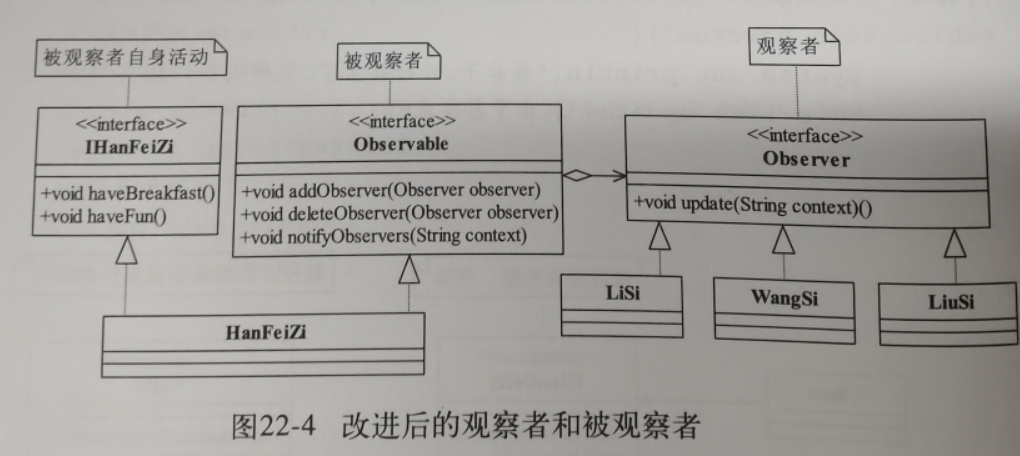 被观察者自身活动
被观察者
观察者
<<interface>>
IHanFeiZi
+void haveBreakfast()
+void haveFun()
<<interface>>
Observable
+void addObserver(Observer observer)
+void deleteObserver(Observer observer)
+void notifyObservers(String context)
<<interface>>
Observer
+void update(String context)()
HanFeiZi
LiSi
WangSi
LiuSi
图22-4 改进后的观察者和被观察者